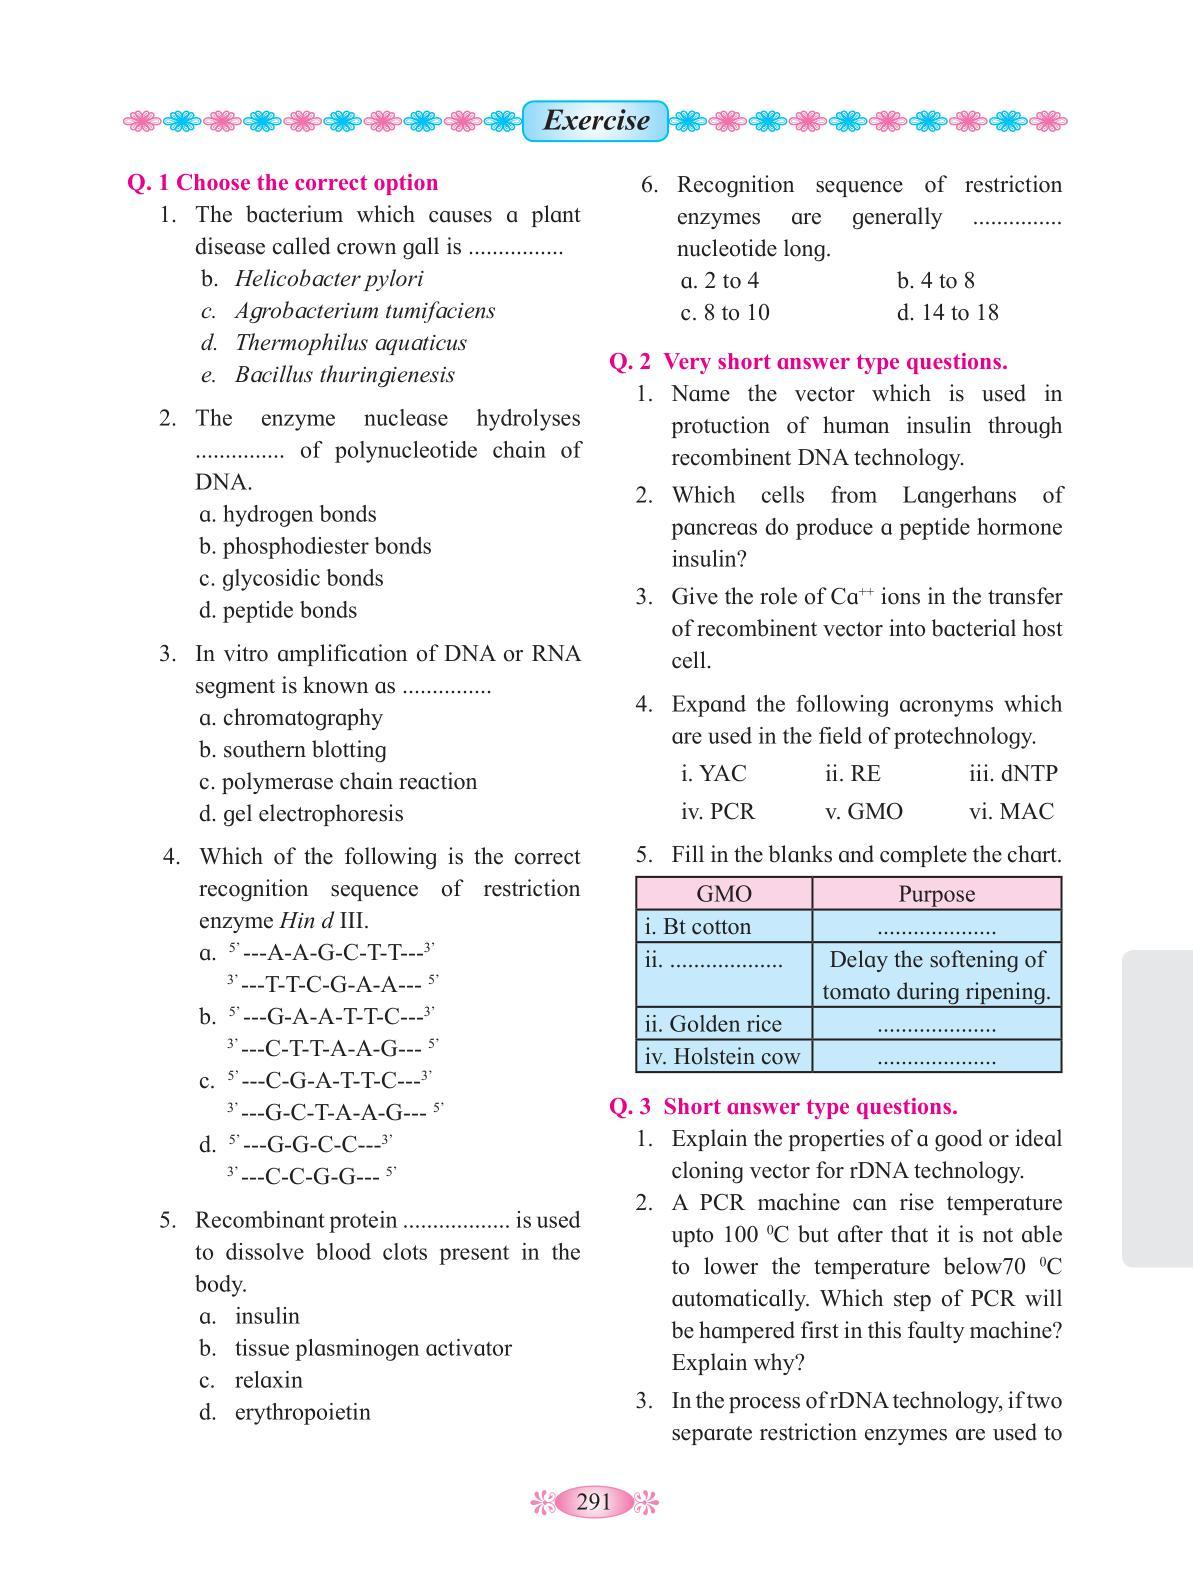 Exercise
Q. 1 Choose the correct option
1. The bacterium which causes a plant
disease called crown gall is ................
b. Helicobacter pylori
c. Agrobacterium tumifaciens
d. Thermophilus aquaticus
e. Bacillus thuringienesis
2. The enzyme nuclease hydrolyses
............... of polynucleotide chain of
DNA.
a. hydrogen bonds
b. phosphodiester bonds
c. glycosidic bonds
d. peptide bonds
3. In vitro amplification of DNA or RNA
segment is known as ...............
a. chromatography
b. southern blotting
c. polymerase chain reaction
d. gel electrophoresis
4. Which of the following is the correct
recognition sequence of restriction
enzyme Hin d III.
a. 5’ ---A-A-G-C-T-T---3’
3’ ---T-T-C-G-A-A--- 5’
b. 5’ ---G-A-A-T-T-C---3’
3’ ---C-T-T-A-A-G--- 5’
c. 5’ ---C-G-A-T-T-C---3’
3’ ---G-C-T-A-A-G--- 5’
d. 5’ ---G-G-C-C---3’
3’ ---C-C-G-G--- 5’
5. Recombinant protein .................. is used
to dissolve blood clots present in the
body.
a. insulin
b. tissue plasminogen activator
c. relaxin
d. erythropoietin
6. Recognition sequence of restriction
enzymes are generally ...............
nucleotide long.
a. 2 to 4 b. 4 to 8
c. 8 to 10 d. 14 to 18
Q. 2 Very short answer type questions.
1. Name the vector which is used in
protuction of human insulin through
recombinent DNA technology.
2. Which cells from Langerhans of
pancreas do produce a peptide hormone
insulin?
3. Give the role of Ca++ ions in the transfer
of recombinent vector into bacterial host
cell.
4. Expand the following acronyms which
are used in the field of protechnology.
i. YAC ii. RE iii. dNTP
iv. PCR v. GMO vi. MAC
5. Fill in the blanks and complete the chart.
GMO Purpose
i. Bt cotton ....................
ii. ................... Delay the softening of
tomato during ripening.
ii. Golden rice ....................
iv. Holstein cow ....................
Q. 3 Short answer type questions.
1. Explain the properties of a good or ideal
cloning vector for rDNA technology.
2. A PCR machine can rise temperature
upto 100 0C but after that it is not able
to lower the temperature below70 0C
automatically. Which step of PCR will
be hampered first in this faulty machine?
Explain why?
3. In the process of rDNA technology, if two
separate restriction enzymes are used to
291